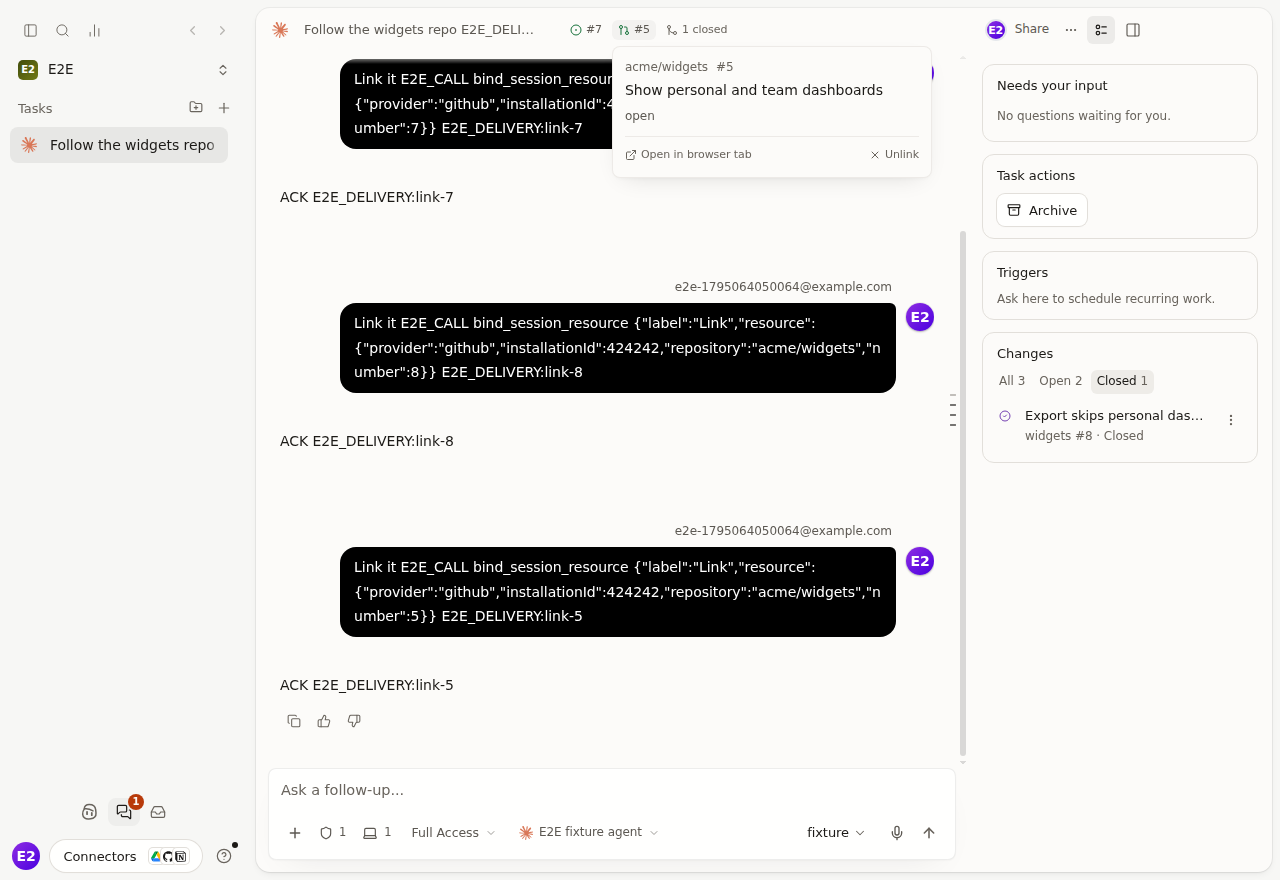 E2 E2E
Tasks
Follow the widgets repo
1
E2 Connectors
Follow the widgets repo E2E_DELI...
#7
#5
1 closed
E2 Share
acme/widgets #5
Show personal and team dashboards
open
Open in browser tab
Unlink
Link it E2E_CALL bind_session_resour
{"provider":"github","installationId":4
umber":7}} E2E_DELIVERY:link-7
ACK E2E_DELIVERY:link-7
e2e-1795064050064@example.com
Link it E2E_CALL bind_session_resource {"label":"Link","resource":
{"provider":"github","installationId":424242,"repository":"acme/widgets","n
umber":8}} E2E_DELIVERY:link-8
E2
ACK E2E_DELIVERY:link-8
e2e-1795064050064@example.com
Link it E2E_CALL bind_session_resource {"label":"Link","resource":
{"provider":"github","installationId":424242,"repository":"acme/widgets","n
umber":5}} E2E_DELIVERY:link-5
E2
ACK E2E_DELIVERY:link-5
Ask a follow-up...
1
1
Full Access
E2E fixture agent
fixture
Needs your input
No questions waiting for you.
Task actions
Archive
Triggers
Ask here to schedule recurring work.
Changes
All 3 Open 2 Closed 1
Export skips personal das...
widgets #8 · Closed